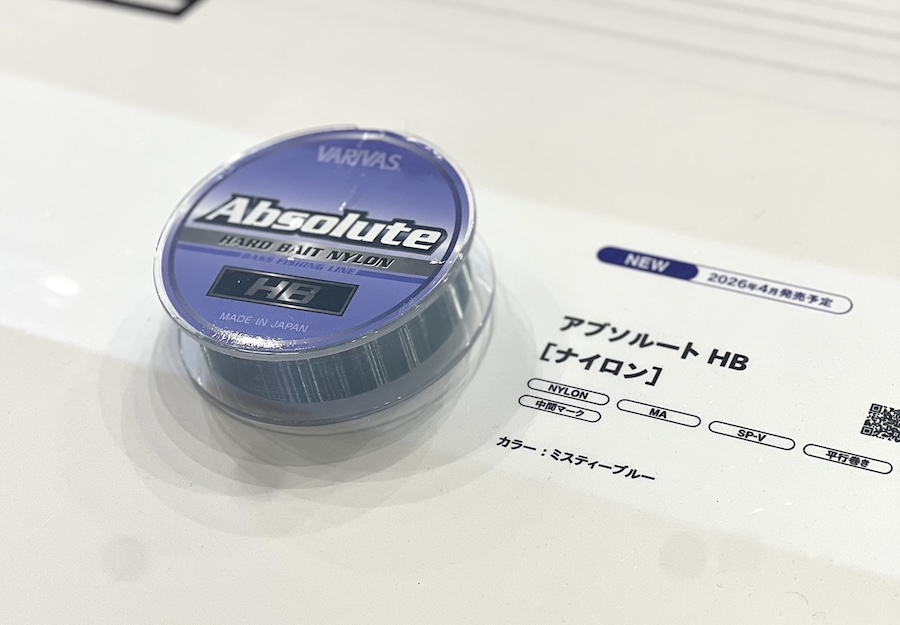 VARIVAS
Absolute
HARD BAIT NYLON
BASS FISHING LINE
HB
MADE IN JAPAN
NEW 2026年4月発売予定
アブソルート HB
[ナイロン]
NYLON MA SP-V 平行巻き
中間マーク
カラー：ミスティーブルー